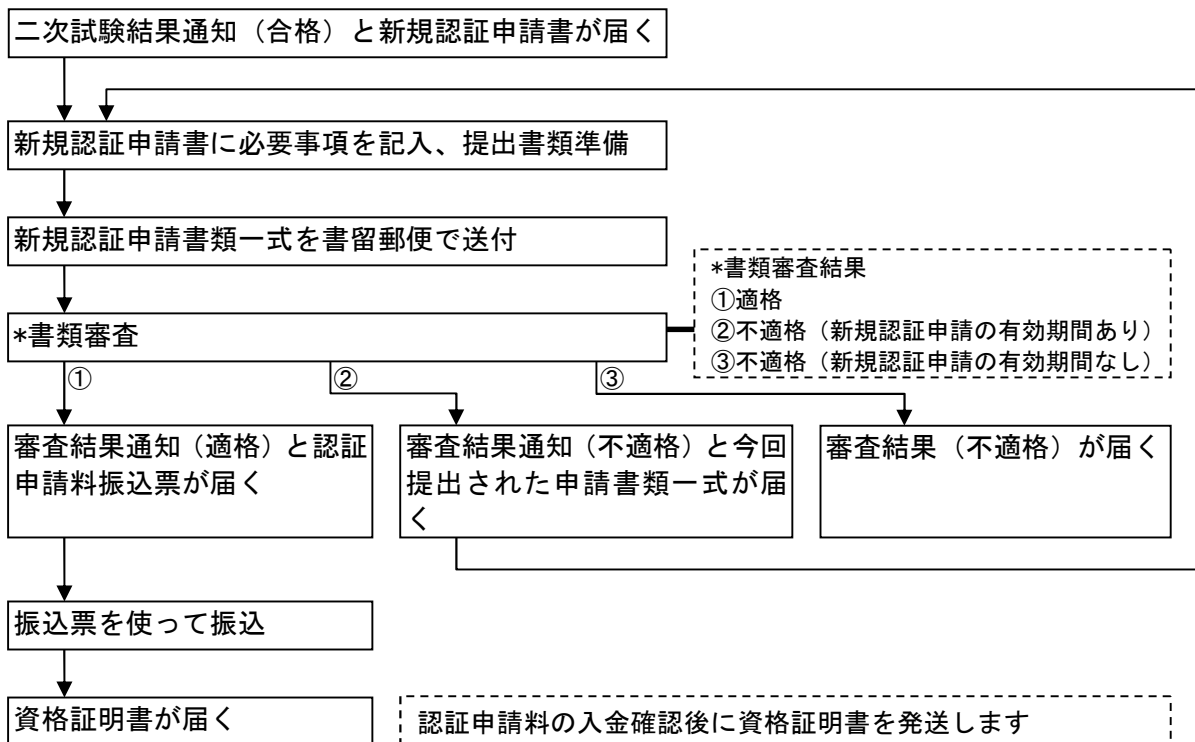 二次試験結果通知（合格）と新規認証申請書が届く
新規認証申請書に必要事項を記入、提出書類準備
新規認証申請書類一式を書留郵便で送付
*書類審査結果
①適格
②不適格（新規認証申請の有効期間あり）
③不適格（新規認証申請の有効期間なし）
*書類審査
①
②
③
審査結果通知（適格）と認証
申請料振込票が届く
審査結果通知（不適格）と今回
提出された申請書類一式が届
く
審査結果（不適格）が届く
振込票を使って振込
資格証明書が届く
認証申請料の入金確認後に資格証明書を発送します